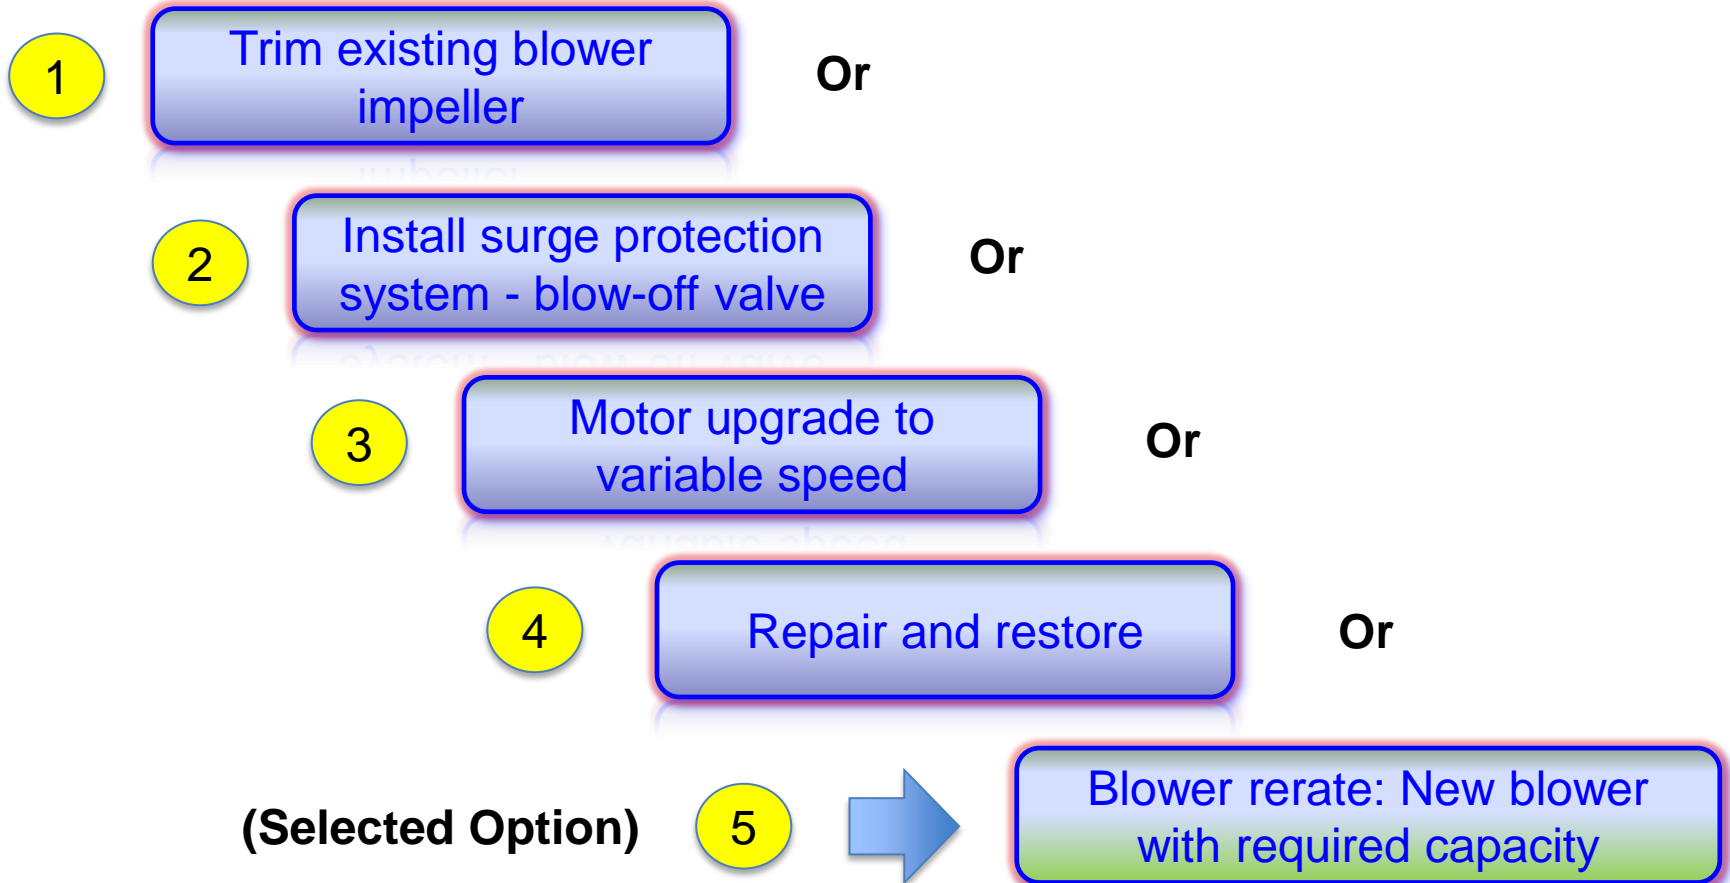 1
Trim existing blower
impeller
Or
2
Install surge protection
system - blow-off valve
Or
3
Motor upgrade to
variable speed
Or
4
Repair and restore
Or
(Selected Option)
5
Blower rerate: New blower
with required capacity